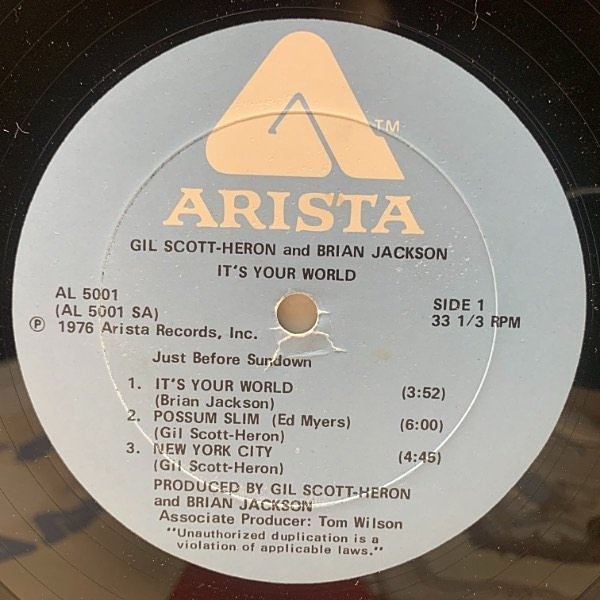 TM
ARISTA
GIL SCOTT-HERON and BRIAN JACKSON
IT'S YOUR WORLD
AL 5001
(AL 5001 SA)
℗ 1976 Arista Records, Inc.
SIDE 1
33 1/3 RPM
Just Before Sundown
1. IT'S YOUR WORLD (3:52)
(Brian Jackson)
2. POSSUM SLIM (Ed Myers) (6:00)
(Gil Scott-Heron)
3. NEW YORK CITY (4:45)
(Gil Scott-Heron)
PRODUCED BY GIL SCOTT-HERON
and BRIAN JACKSON
Associate Producer: Tom Wilson
"Unauthorized duplication is a
violation of applicable laws."